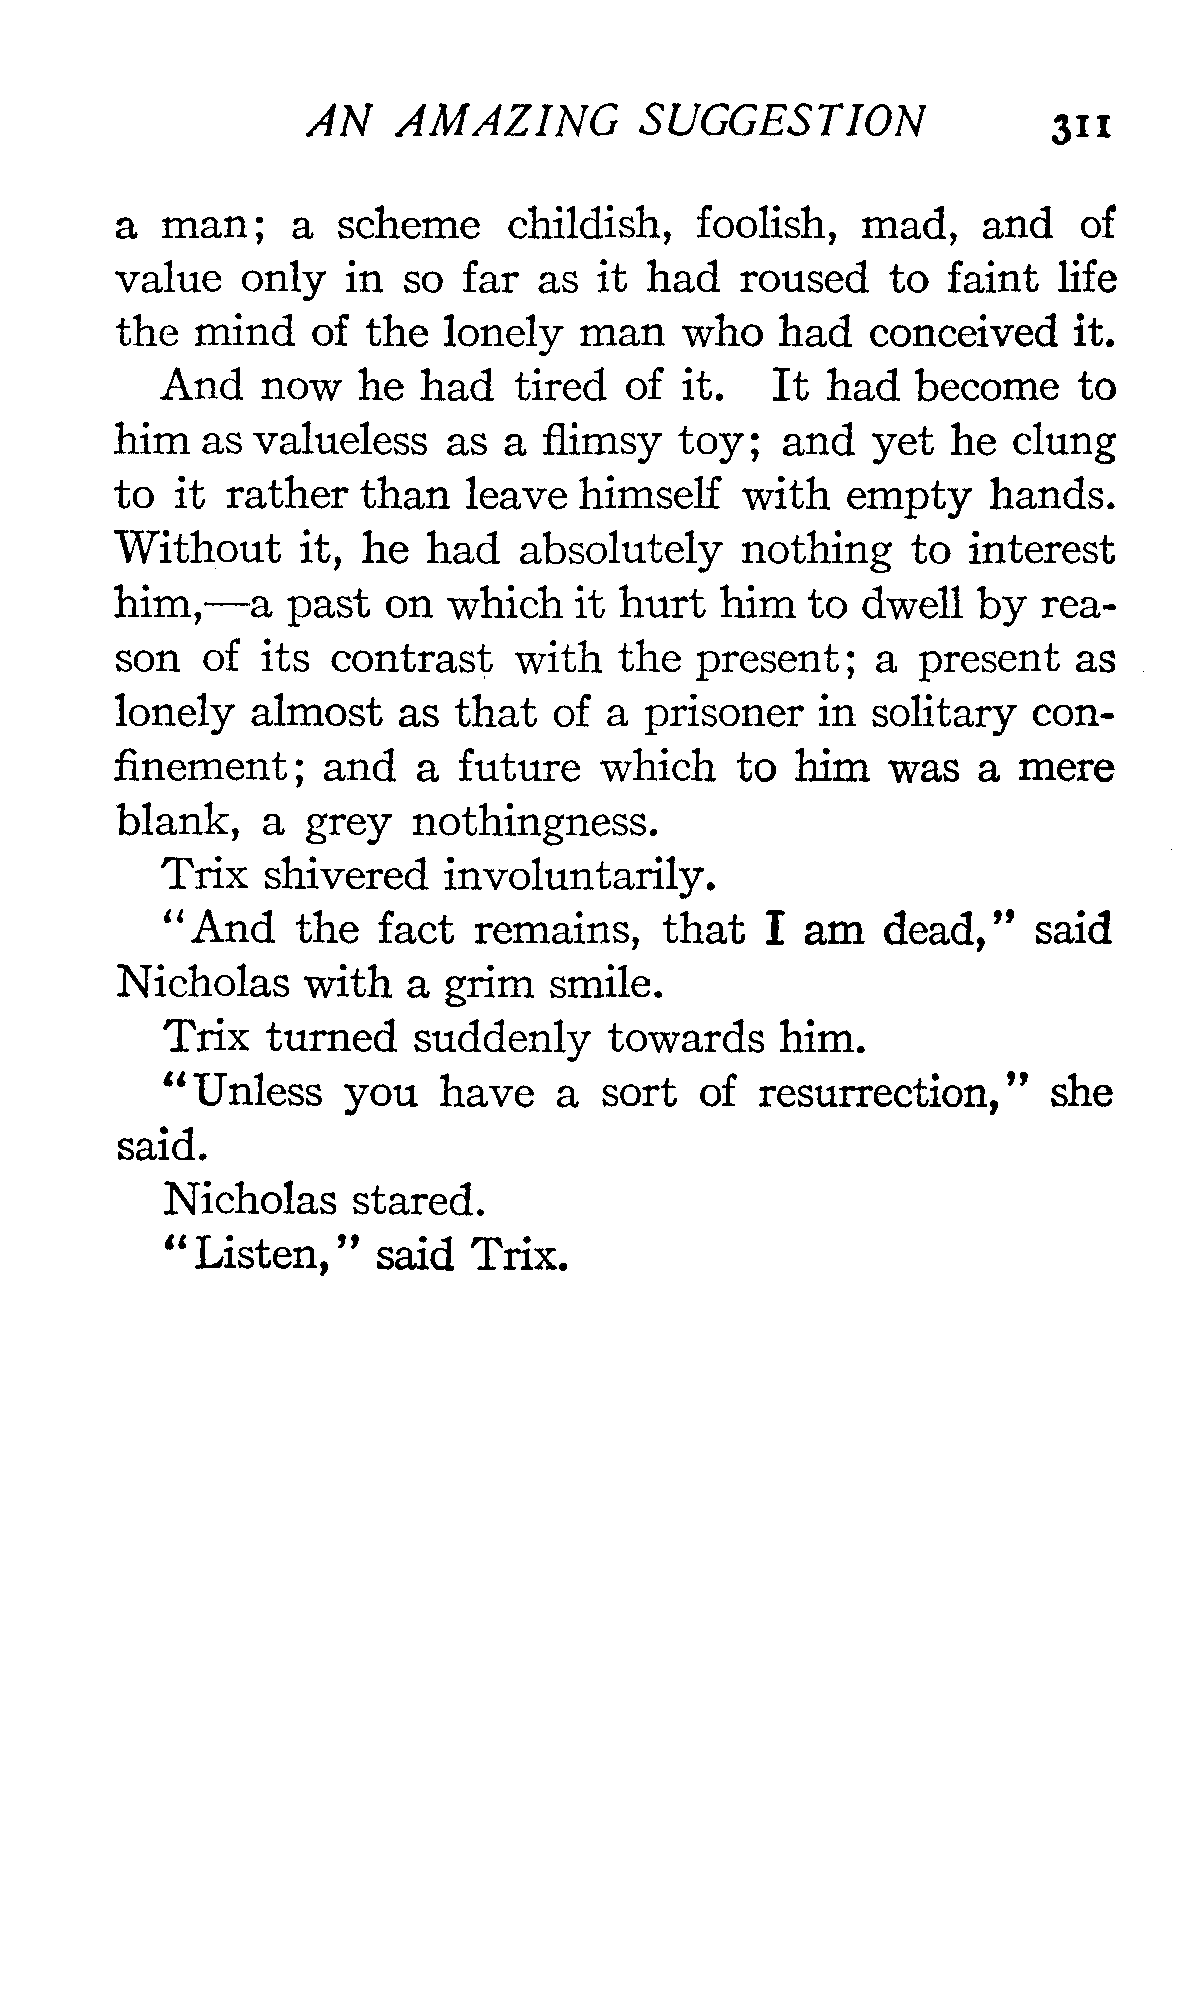 AN AMAZING SUGGESTION 311
a man; a scheme childish, foolish, mad, and of
value only in so far as it had roused to faint life
the mind of the lonely man who had conceived it.
And now he had tired of it. It had become to
him as valueless as a flimsy toy; and yet he clung
to it rather than leave himself with empty hands.
Without it, he had absolutely nothing to interest
him,—a past on which it hurt him to dwell by rea-
son of its contrast with the present; a present as
lonely almost as that of a prisoner in solitary con-
finement; and a future which to him was a mere
blank, a grey nothingness.
Trix shivered involuntarily.
"And the fact remains, that I am dead," said
Nicholas with a grim smile.
Trix turned suddenly towards him.
"Unless you have a sort of resurrection," she
said.
Nicholas stared.
"Listen," said Trix.